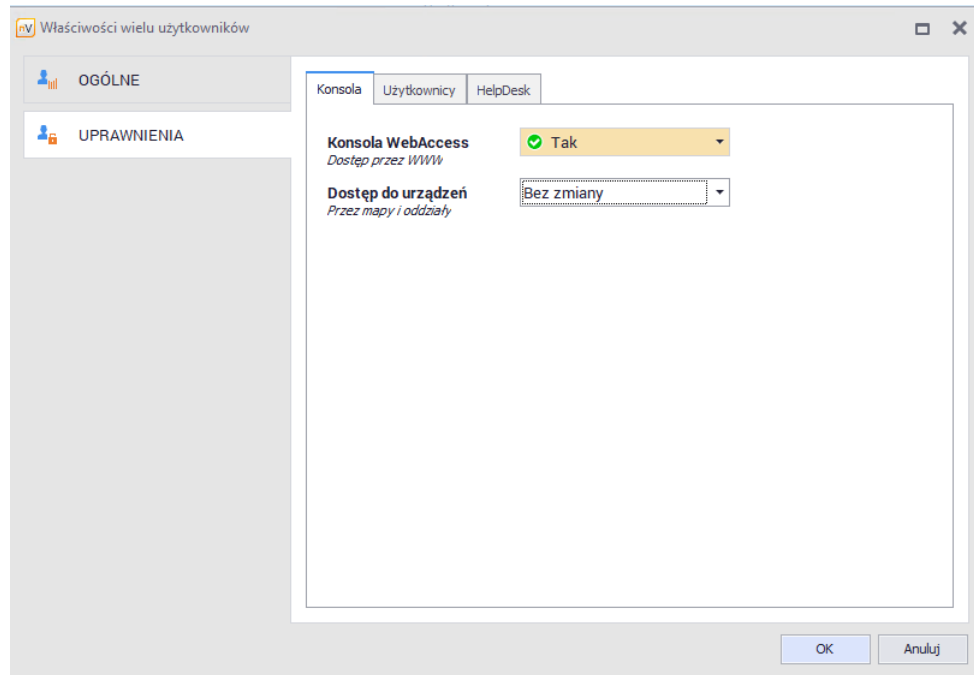 nV Właściwości wielu użytkowników
OGÓLNE
UPRAWNIENIA
Konsola Użytkownicy HelpDesk
Konsola WebAccess Tak
Dostęp przez WWW
Dostęp do urządzeń Bez zmiany
Przez mapy i oddziały
OK Anuluj